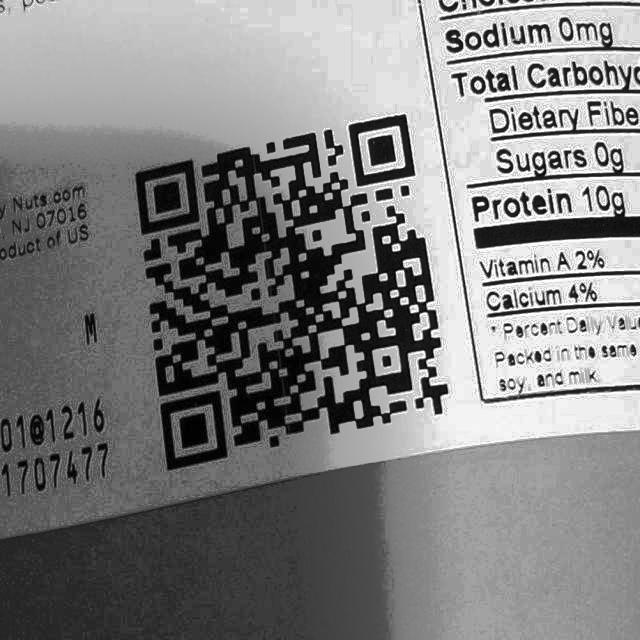 Nuts.com
NJ 07016
oduct of US
M
01@1216
1707477
Sodium 0mg
Total Carbohy
Dietary Fibe
Sugars 0g
Protein 10g
Vitamin A 2%
Calcium 4%
* Percent Daily Valu
Packed in the same
soy, and milk.